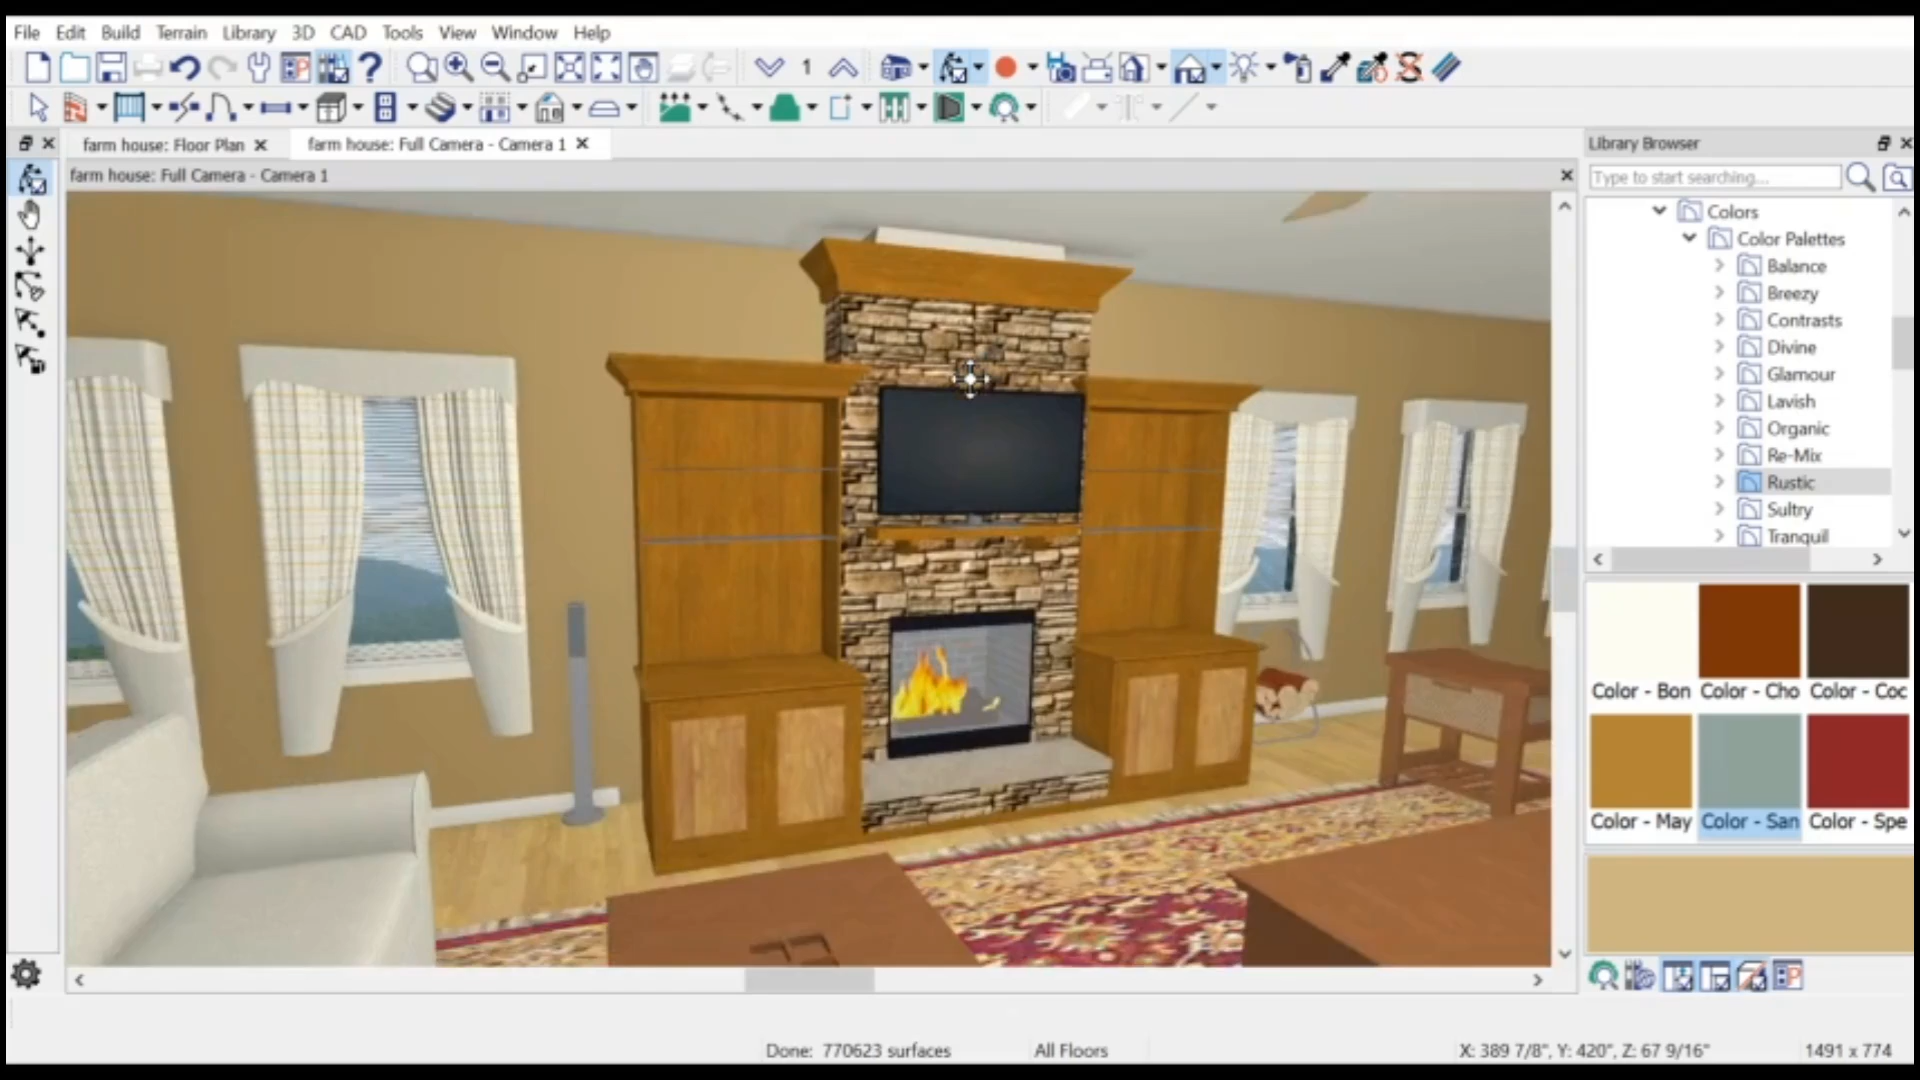 File Edit Build Terrain Library 3D CAD Tools View Window Help
1
farm house: Floor Plan
farm house: Full Camera - Camera 1
farm house: Full Camera - Camera 1
Library Browser
Type to start searching...
Colors
Color Palettes
Balance
Breezy
Contrasts
Divine
Glamour
Lavish
Organic
Re-Mix
Rustic
Sultry
Tranquil
Color - Bon Color - Cho Color - Coc
Color - May Color - San Color - Spe
Done: 770623 surfaces All Floors X: 389 7/8", Y: 420", Z: 67 9/16" 1491 x 774